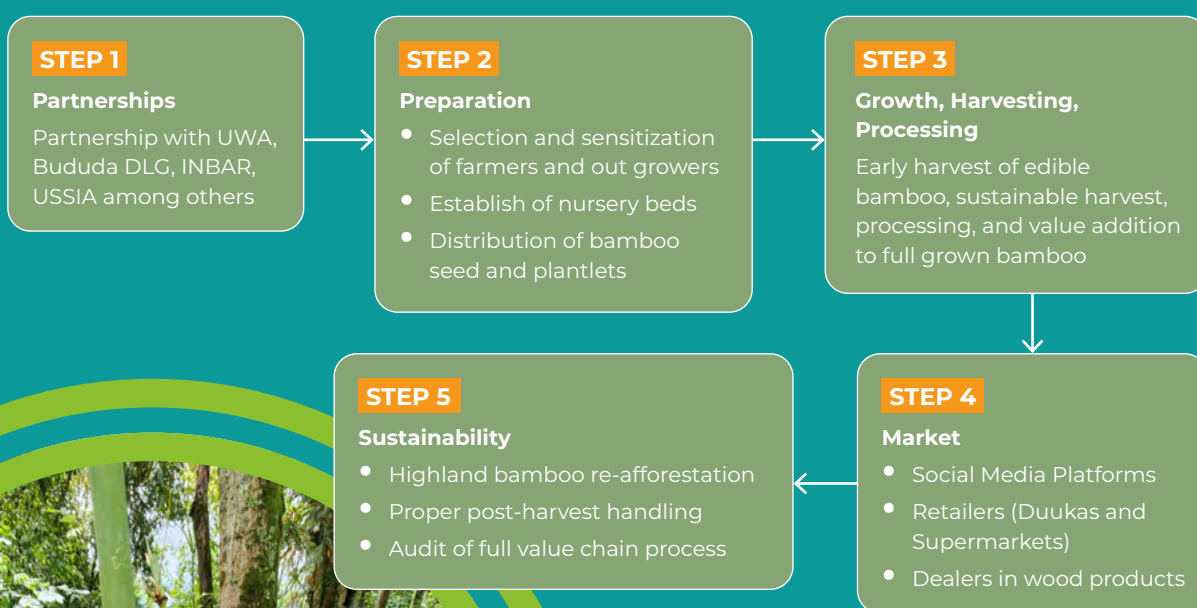 STEP 1
Partnerships
Partnership with UWA,
Bududa DLG, INBAR,
USSIA among others
STEP 2
Preparation
• Selection and sensitization
of farmers and out growers
• Establish of nursery beds
• Distribution of bamboo
seed and plantlets
STEP 3
Growth, Harvesting,
Processing
Early harvest of edible
bamboo, sustainable harvest,
processing, and value addition
to full grown bamboo
STEP 4
Market
• Social Media Platforms
• Retailers (Duukas and
Supermarkets)
• Dealers in wood products
STEP 5
Sustainability
• Highland bamboo re-afforestation
• Proper post-harvest handling
• Audit of full value chain process